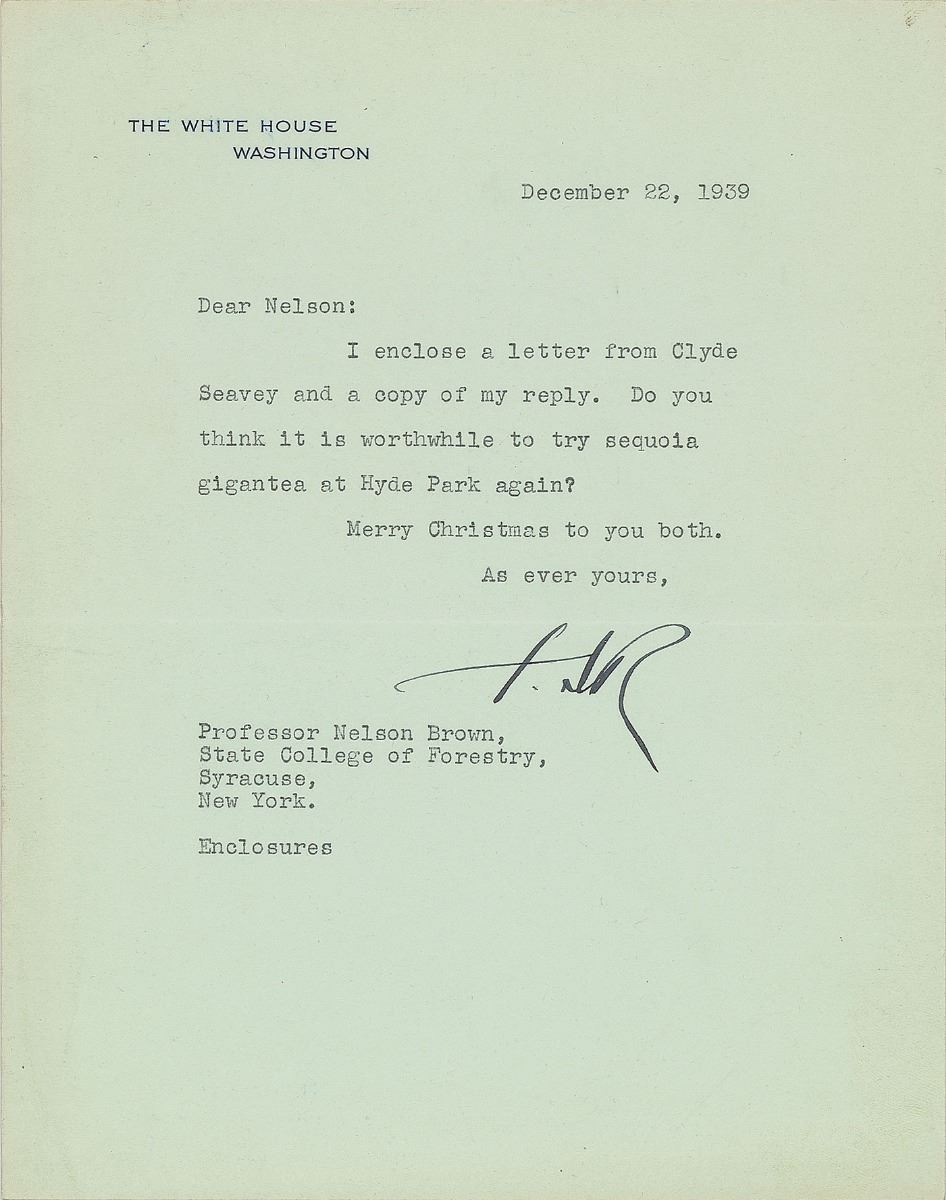 THE WHITE HOUSE
WASHINGTON
December 22, 1939
Dear Nelson:
I enclose a letter from Clyde
Seavey and a copy of my reply. Do you
think it is worthwhile to try sequoia
gigantea at Hyde Park again?
Merry Christmas to you both.
As ever yours,
Professor Nelson Brown,
State College of Forestry,
Syracuse,
New York.
Enclosures